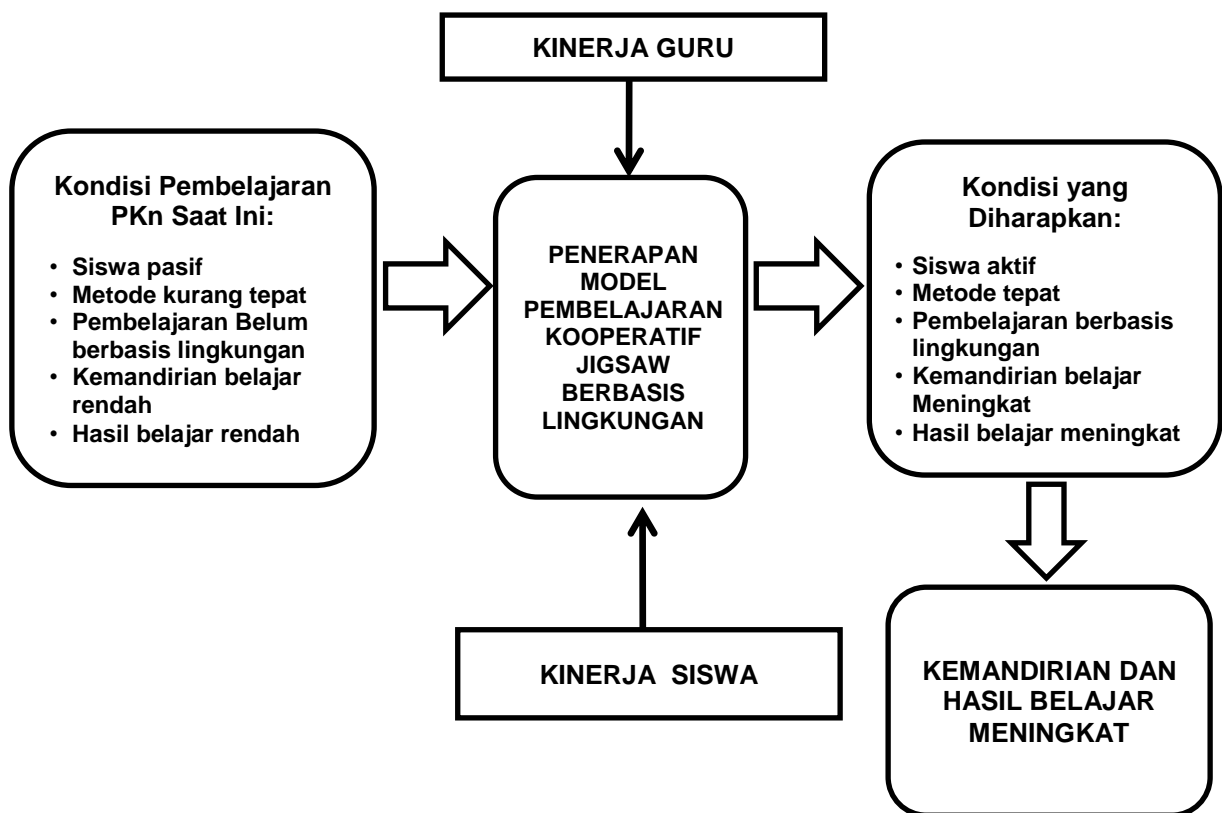 KINERJA GURU
Kondisi Pembelajaran
PKn Saat Ini:
• Siswa pasif
• Metode kurang tepat
• Pembelajaran Belum
berbasis lingkungan
• Kemandirian belajar
rendah
• Hasil belajar rendah
PENERAPAN
MODEL
PEMBELAJARAN
KOOPERATIF
JIGSAW
BERBASIS
LINGKUNGAN
Kondisi yang
Diharapkan:
• Siswa aktif
• Metode tepat
• Pembelajaran berbasis
lingkungan
• Kemandirian belajar
Meningkat
• Hasil belajar meningkat
KINERJA SISWA
KEMANDIRIAN DAN
HASIL BELAJAR
MENINGKAT